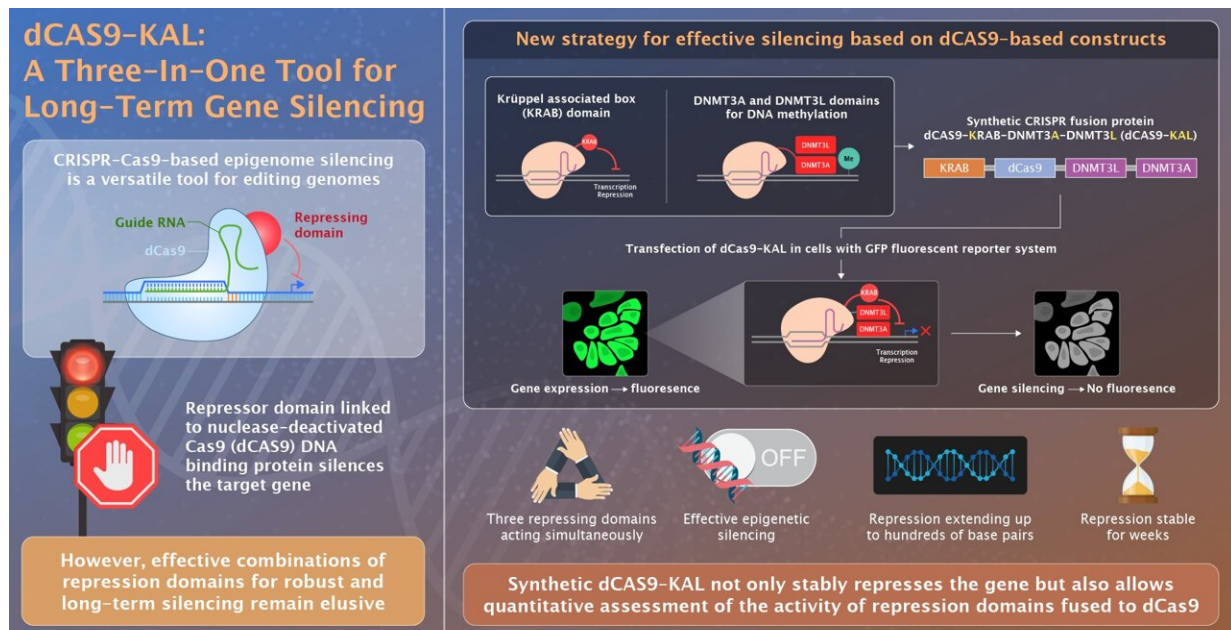 dCAS9-KAL:
A Three-In-One Tool for
Long-Term Gene Silencing
CRISPR-Cas9-based epigenome silencing
is a versatile tool for editing genomes
Guide RNA
dCas9
Repressing
domain
Repressor domain linked
to nuclease-deactivated
Cas9 (dCAS9) DNA
binding protein silences
the target gene
However, effective combinations of
repression domains for robust and
long-term silencing remain elusive
New strategy for effective silencing based on dCAS9-based constructs
Krüppel associated box
(KRAB) domain
KRAB
Transcription
Repression
DNMT3A and DNMT3L domains
for DNA methylation
DNMT3L
DNMT3A
Me
Synthetic CRISPR fusion protein
dCAS9-KRAB-DNMT3A-DNMT3L (dCAS9-KAL)
KRAB dCas9 DNMT3L DNMT3A
Transfection of dCas9-KAL in cells with GFP fluorescent reporter system
Gene expression → fluoresence
KRAB
DNMT3L
DNMT3A
Transcription
Repression
Gene silencing → No fluoresence
Three repressing domains
acting simultaneously
OFF
Effective epigenetic
silencing
Repression extending up
to hundreds of base pairs
Repression stable
for weeks
Synthetic dCAS9-KAL not only stably represses the gene but also allows
quantitative assessment of the activity of repression domains fused to dCas9